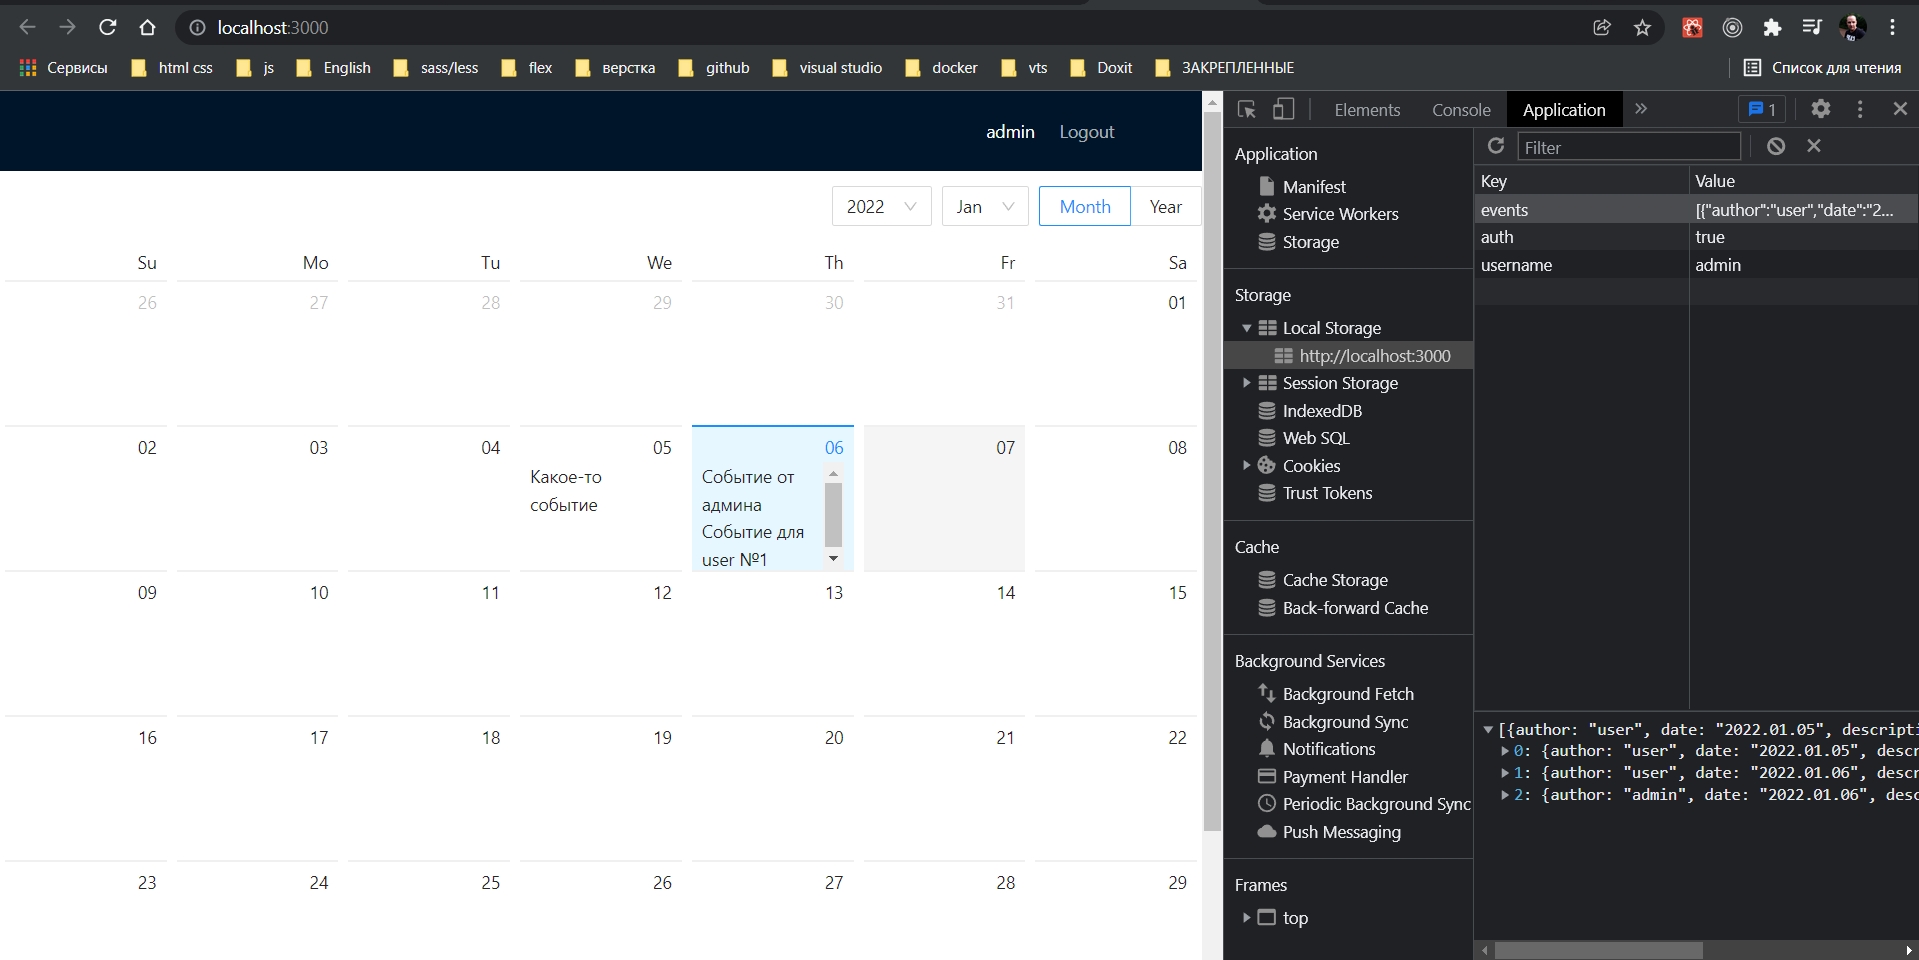 localhost:3000
Сервисы html css js English sass/less flex верстка github visual studio docker vts Doxit ЗАКРЕПЛЕННЫЕ Список для чтения
admin Logout
2022 Jan Month Year
Su Mo Tu We Th Fr Sa
26 27 28 29 30 31 01
02 03 04 05 06 07 08
Какое-то
событие
Событие от
админа
Событие для
user №1
09 10 11 12 13 14 15
16 17 18 19 20 21 22
23 24 25 26 27 28 29
Elements Console Application 1
Application
Manifest
Service Workers
Storage
Storage
Local Storage
http://localhost:3000
Session Storage
IndexedDB
Web SQL
Cookies
Trust Tokens
Cache
Cache Storage
Back-forward Cache
Background Services
Background Fetch
Background Sync
Notifications
Payment Handler
Periodic Background Sync
Push Messaging
Frames
top
Filter
Key Value
events [{"author":"user","date":"2...
auth true
username admin
[{author: "user", date: "2022.01.05", descripti
0: {author: "user", date: "2022.01.05", descr
1: {author: "user", date: "2022.01.06", descr
2: {author: "admin", date: "2022.01.06", desc